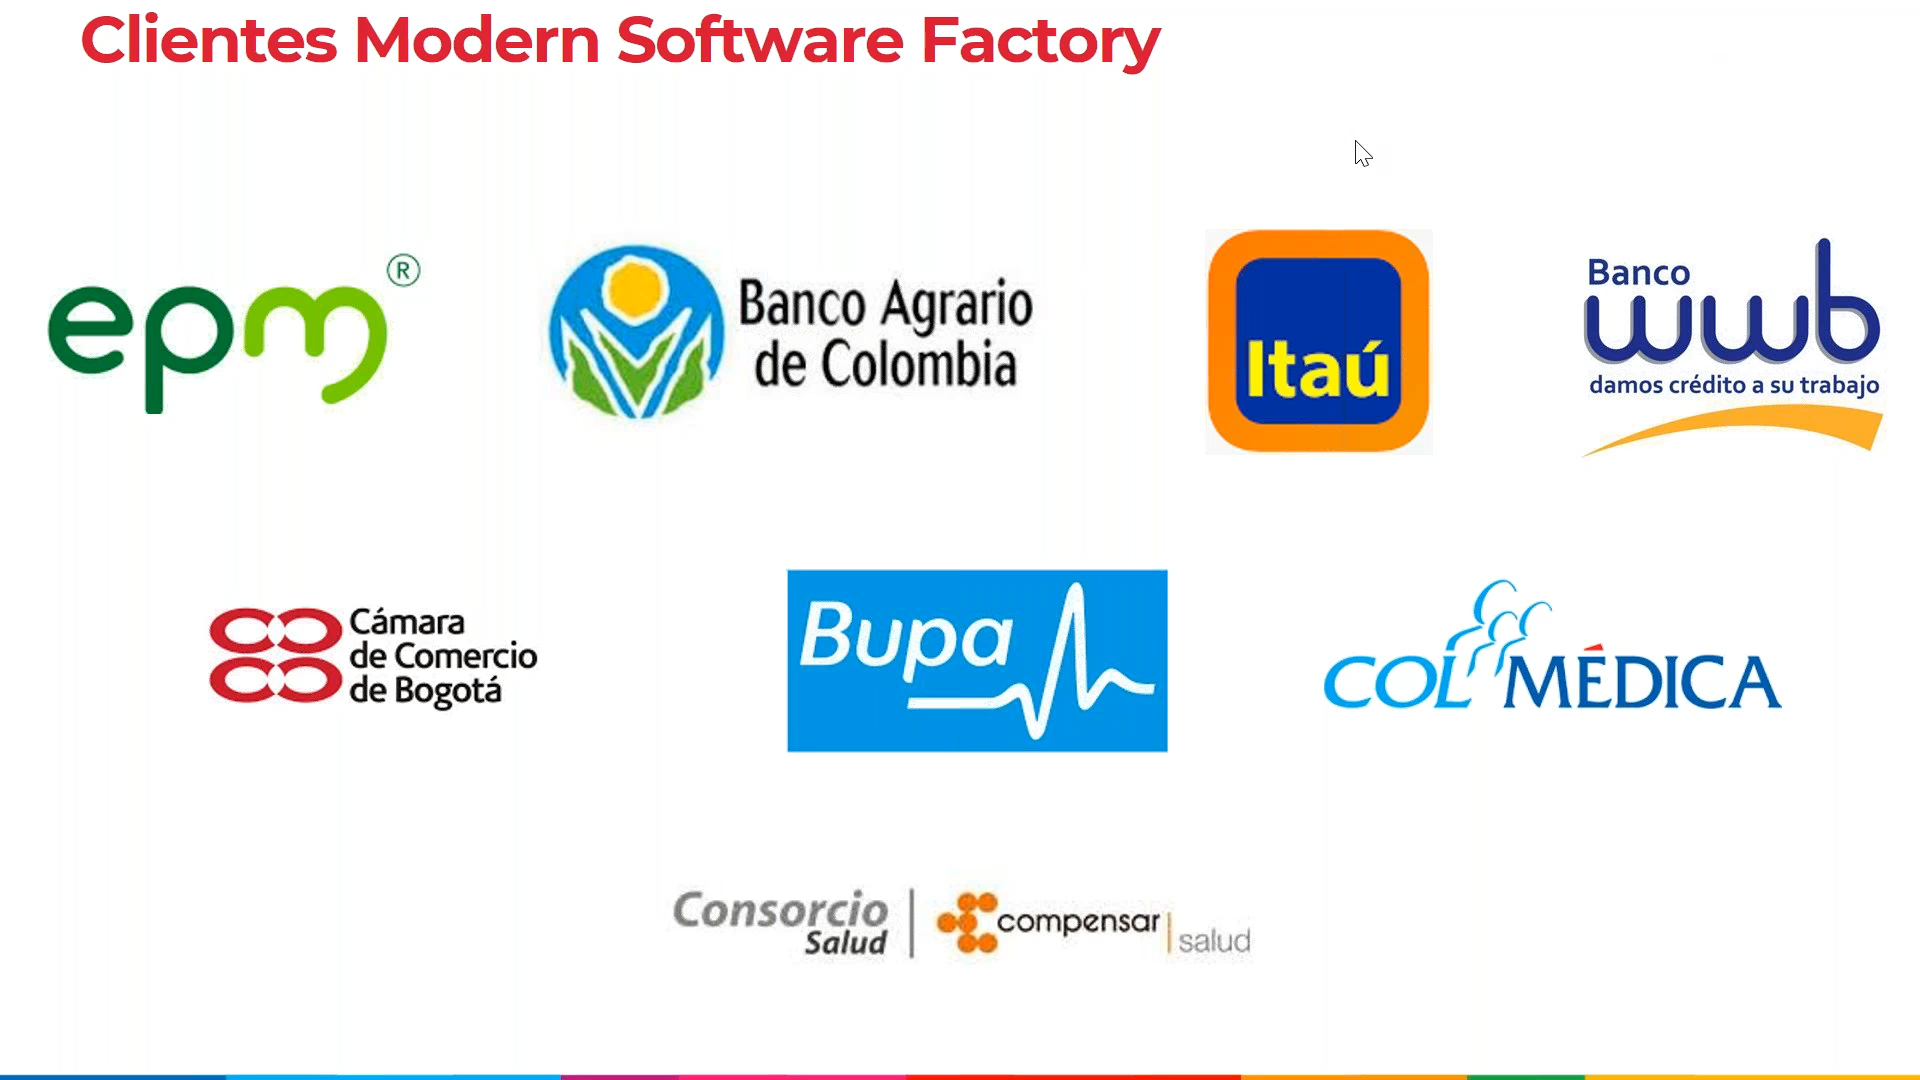 Clientes Modern Software Factory
epm®
Banco Agrario
de Colombia
Itaú
Banco
wwb
damos crédito a su trabajo
Cámara
de Comercio
de Bogotá
Bupa
COLMÉDICA
Consorcio
Salud
compensar
salud